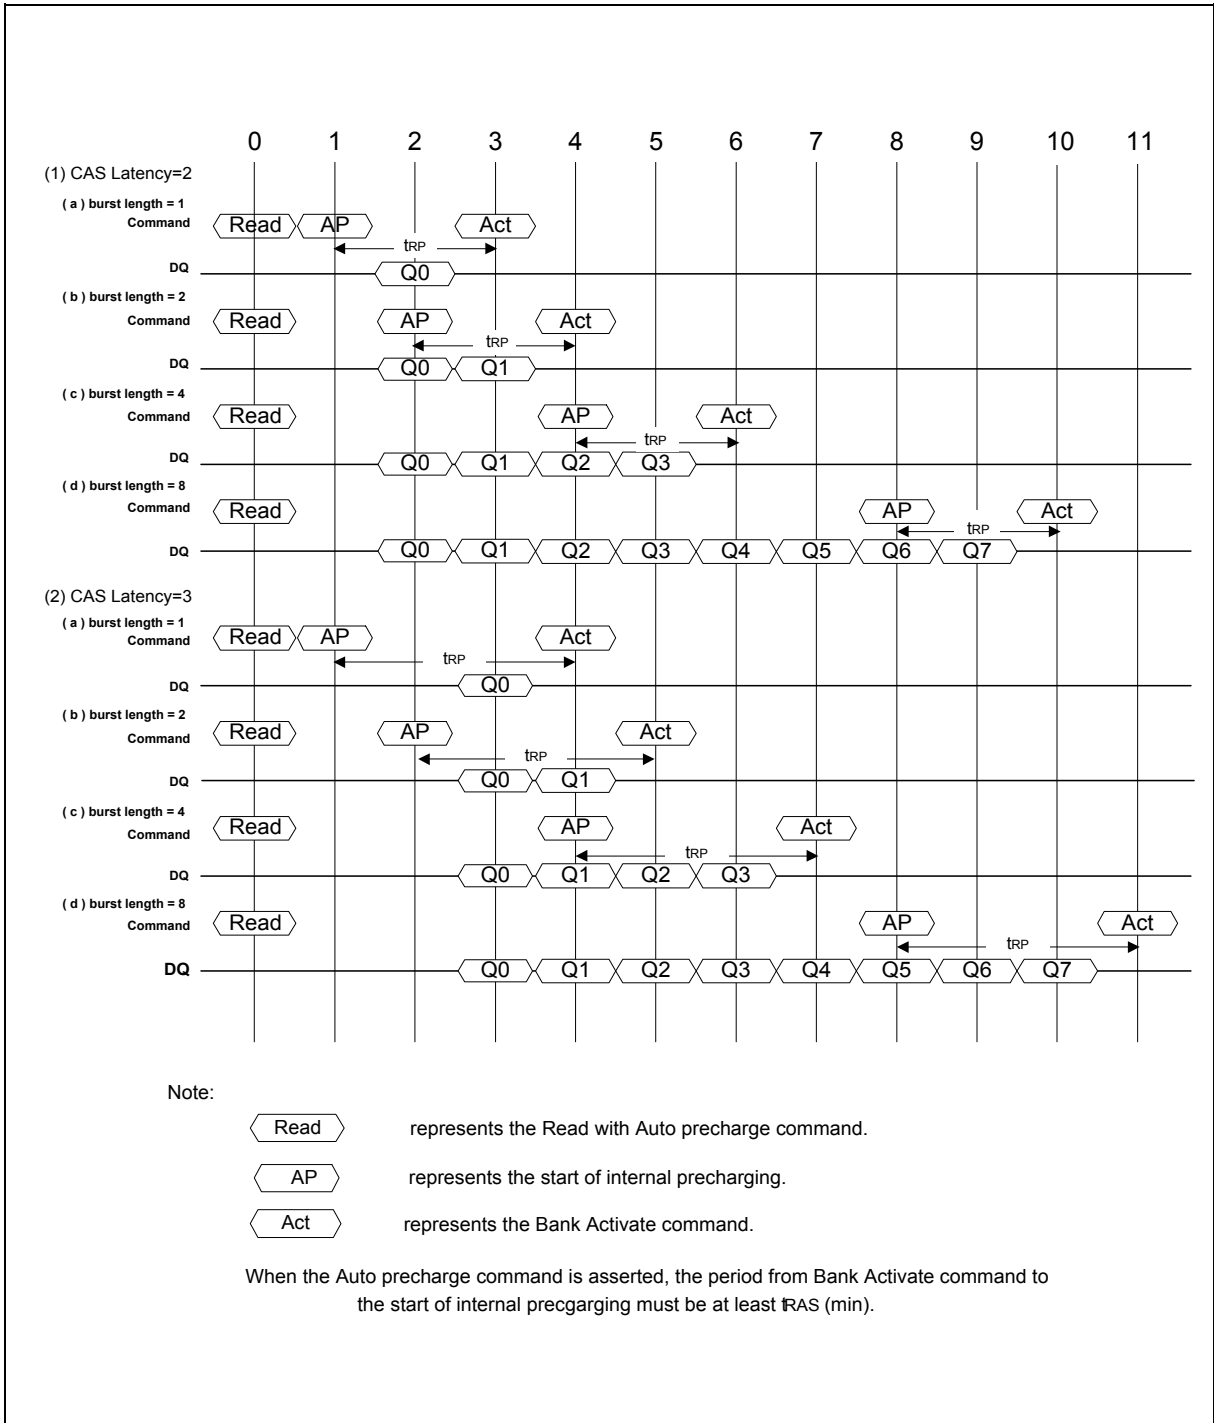 0 1 2 3 4 5 6 7 8 9 10 11
(1) CAS Latency=2
( a ) burst length = 1
Command Read AP Act
tRP
DQ Q0
( b ) burst length = 2
Command Read AP Act
tRP
DQ Q0 Q1
( c ) burst length = 4
Command Read AP Act
tRP
DQ Q0 Q1 Q2 Q3
( d ) burst length = 8
Command Read AP Act
tRP
DQ Q0 Q1 Q2 Q3 Q4 Q5 Q6 Q7
(2) CAS Latency=3
( a ) burst length = 1
Command Read AP Act
tRP
DQ Q0
( b ) burst length = 2
Command Read AP Act
tRP
DQ Q0 Q1
( c ) burst length = 4
Command Read AP Act
tRP
DQ Q0 Q1 Q2 Q3
( d ) burst length = 8
Command Read AP Act
tRP
DQ Q0 Q1 Q2 Q3 Q4 Q5 Q6 Q7
Note:
Read represents the Read with Auto precharge command.
AP represents the start of internal precharging.
Act represents the Bank Activate command.
When the Auto precharge command is asserted, the period from Bank Activate command to
the start of internal precgarging must be at least tRAS (min).